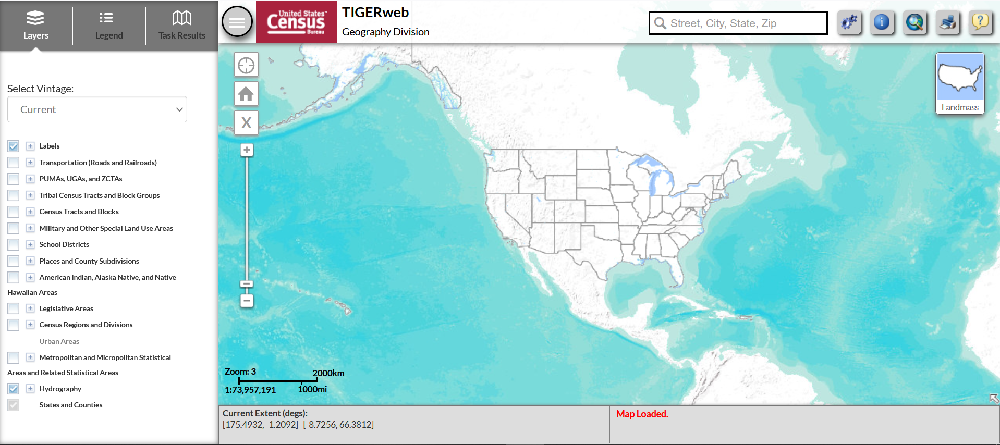 Layers
Legend
Task Results
United States™
Census
Bureau
TIGERweb
Geography Division
Street, City, State, Zip
Landmass
Select Vintage:
Current
Labels
Transportation (Roads and Railroads)
PUMAs, UGAs, and ZCTAs
Tribal Census Tracts and Block Groups
Census Tracts and Blocks
Military and Other Special Land Use Areas
School Districts
Places and County Subdivisions
American Indian, Alaska Native, and Native
Hawaiian Areas
Legislative Areas
Census Regions and Divisions
Urban Areas
Metropolitan and Micropolitan Statistical
Areas and Related Statistical Areas
Hydrography
States and Counties
X
Zoom: 3
2000km
1:73,957,191
1000mi
Current Extent (degs):
[175.4932, -1.2092] [-8.7256, 66.3812]
Map Loaded.